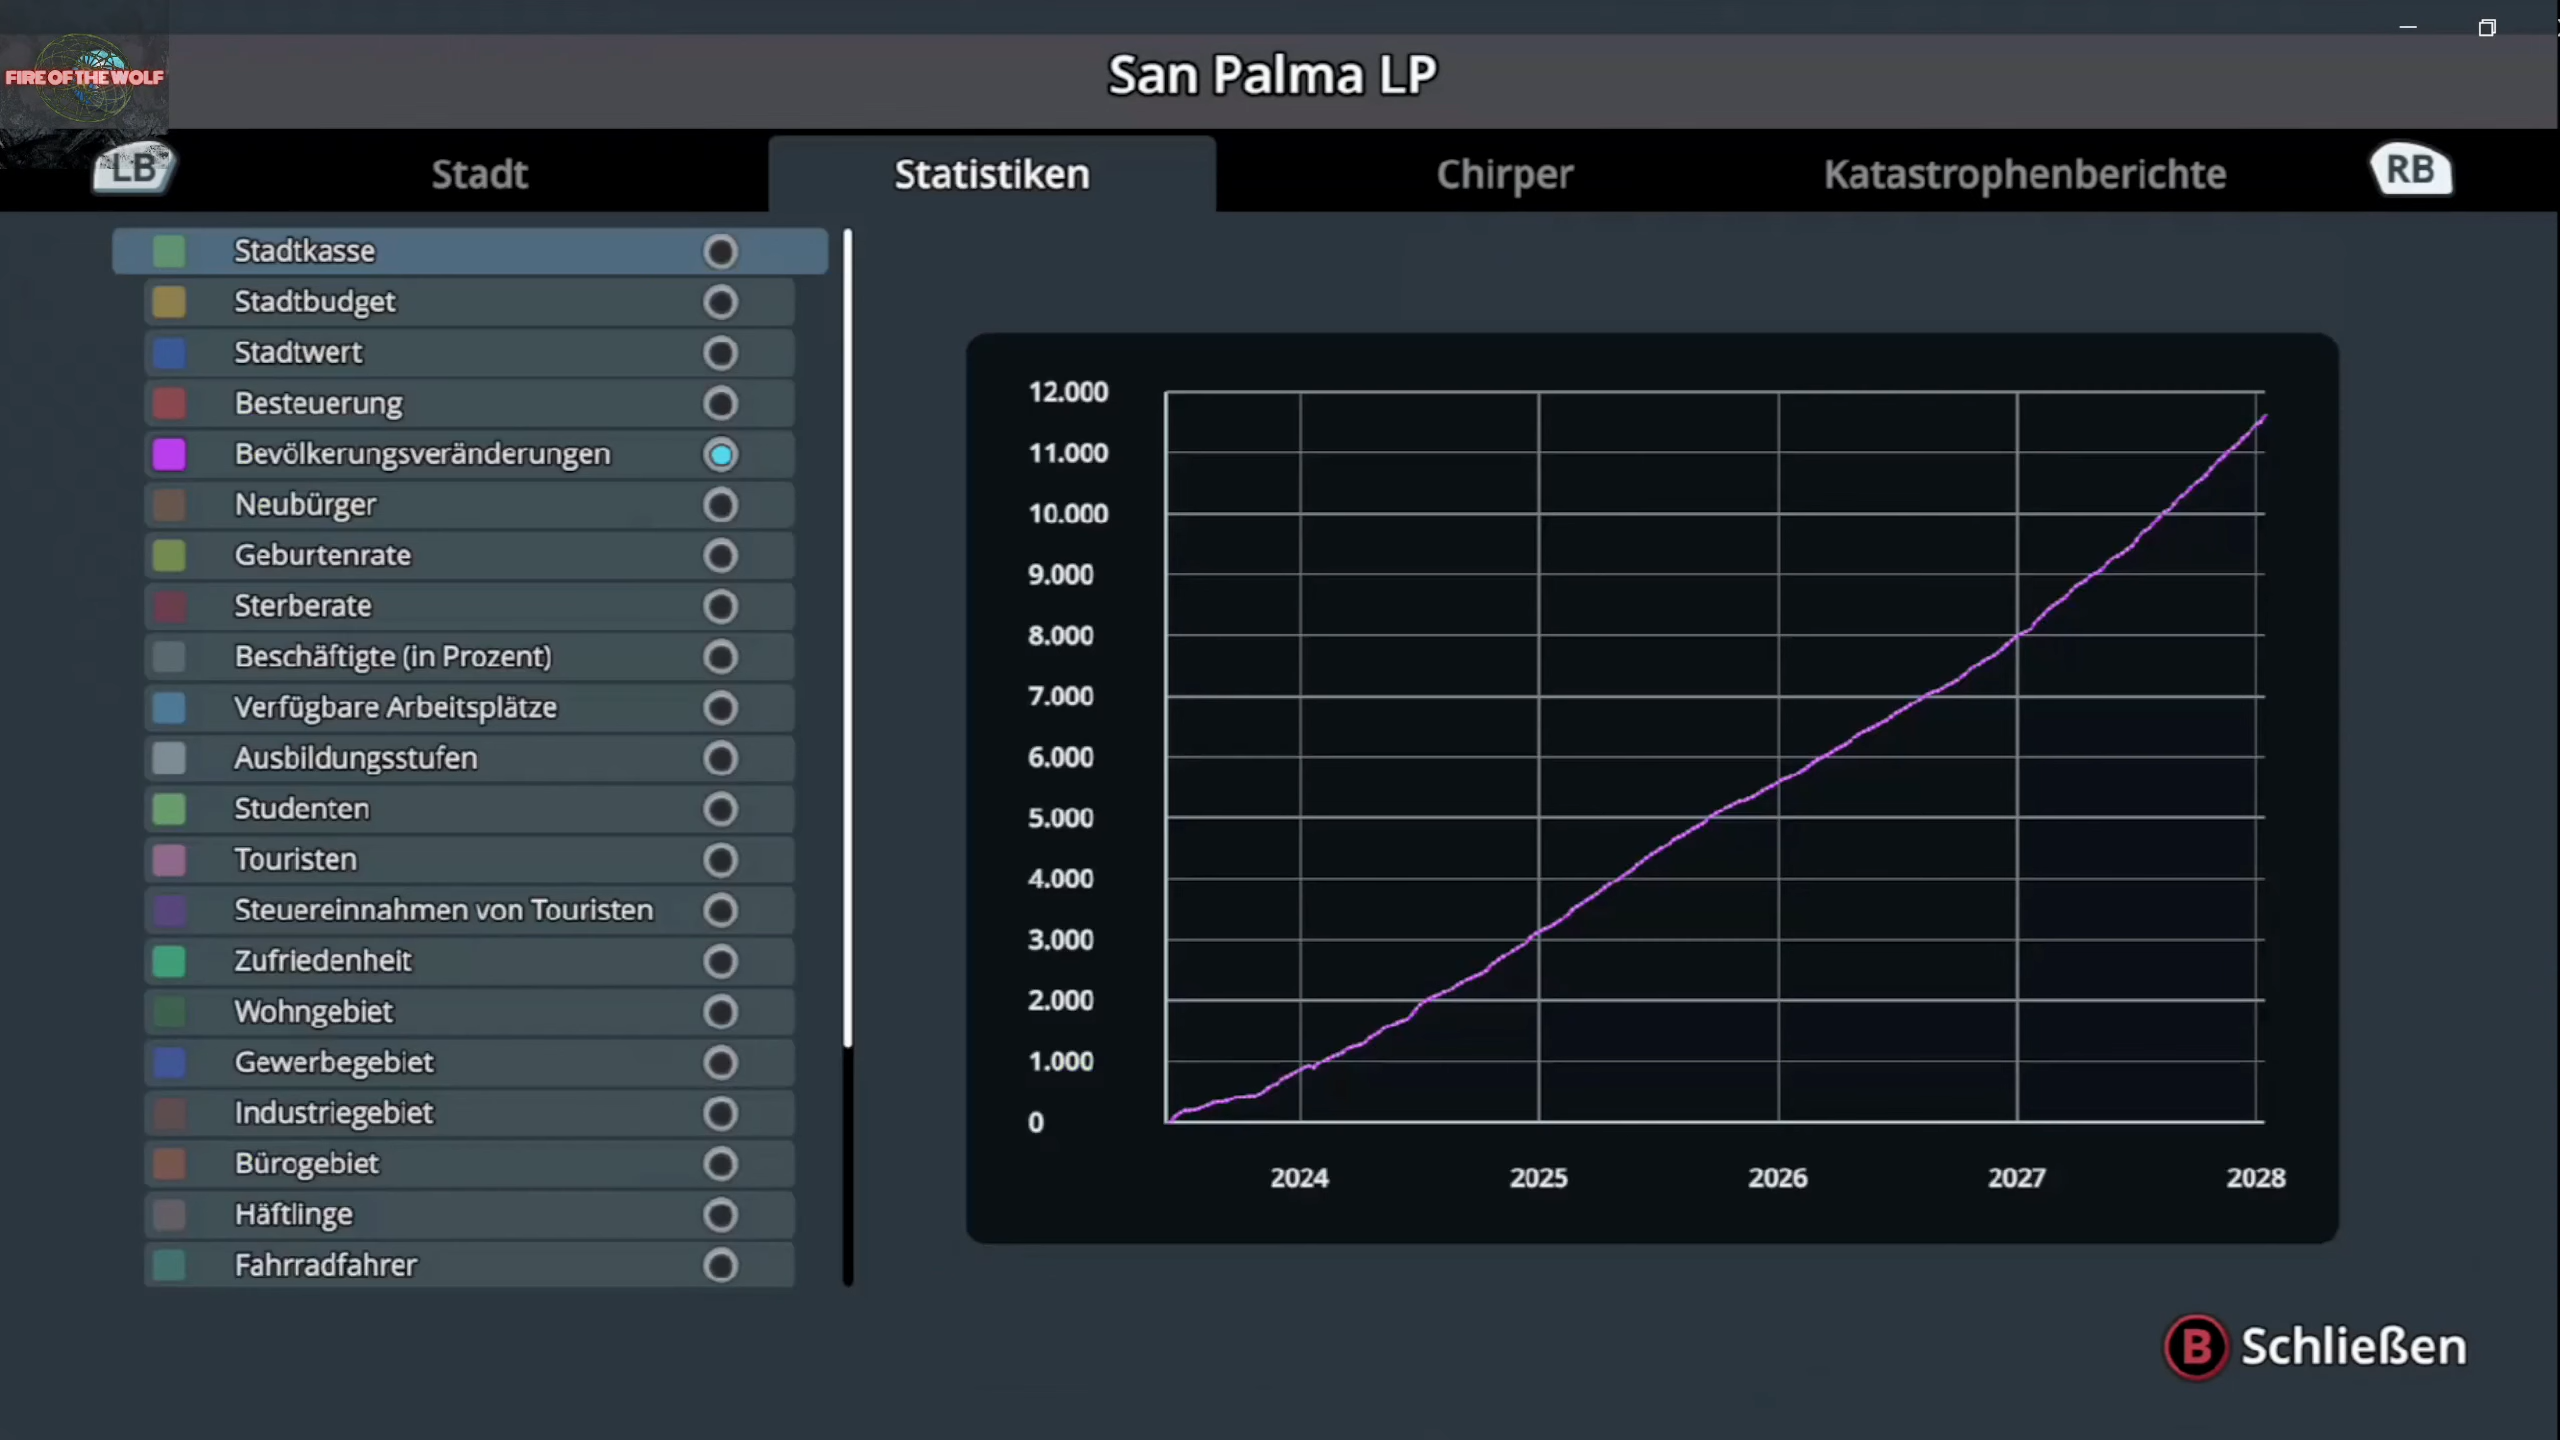 San Palma LP
FIRE OF THE WOLF
LB
Stadt
Statistiken
Chirper
Katastrophenberichte
RB
Stadtkasse
Stadtbudget
Stadtwert
Besteuerung
Bevölkerungsveränderungen
Neubürger
Geburtenrate
Sterberate
Beschäftigte (in Prozent)
Verfügbare Arbeitsplätze
Ausbildungsstufen
Studenten
Touristen
Steuereinnahmen von Touristen
Zufriedenheit
Wohngebiet
Gewerbegebiet
Industriegebiet
Bürogebiet
Häftlinge
Fahrradfahrer
12.000
11.000
10.000
9.000
8.000
7.000
6.000
5.000
4.000
3.000
2.000
1.000
0
2024 2025 2026 2027 2028
B Schließen